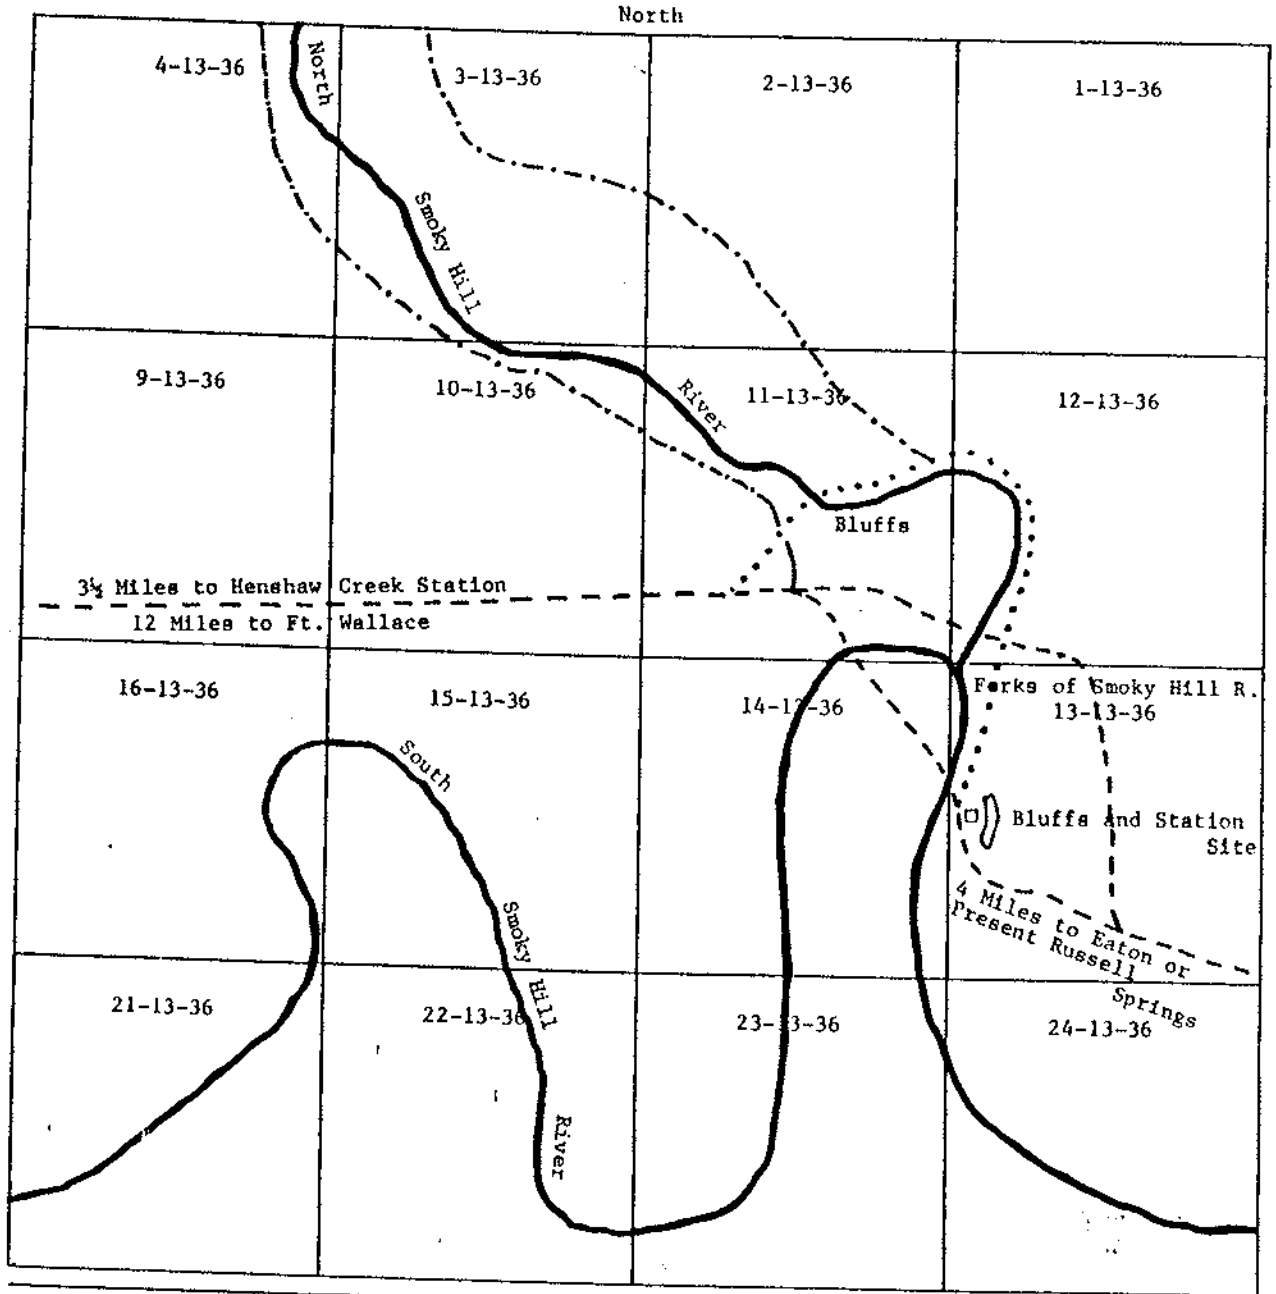 North
4-13-36
3-13-36
2-13-36
1-13-36
North
Smoky Hill
River
9-13-36
10-13-36
11-13-36
12-13-36
Bluffs
3½ Miles to Henshaw Creek Station
12 Miles to Ft. Wallace
16-13-36
15-13-36
14-13-36
Forks of Smoky Hill R.
13-13-36
South
Smoky Hill
River
Bluffs and Station
Site
4 Miles to Eaton or
Present Russell
Springs
21-13-36
22-13-36
23-13-36
24-13-36